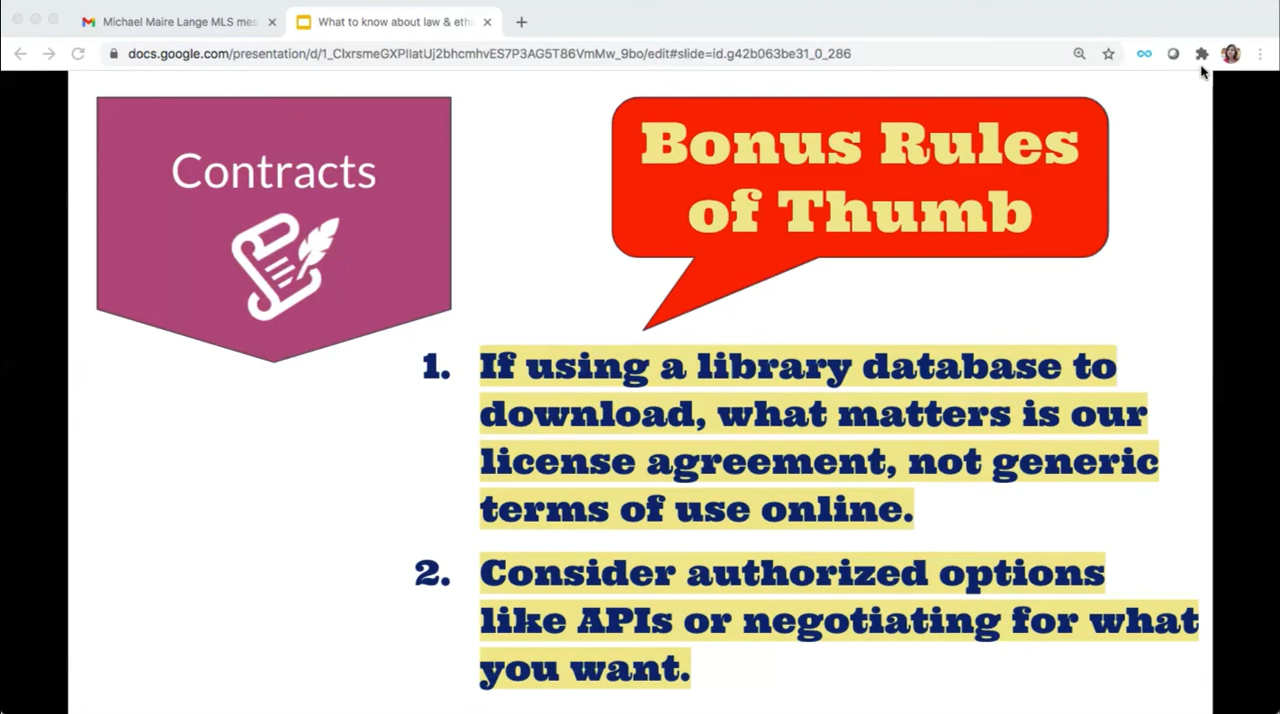 Michael Maire Lange MLS mes
What to know about law & ethi
docs.google.com/presentation/d/1_ClxrsmeGXPIlatUj2bhcmhvES7P3AG5T86VmMw_9bo/edit#slide=id.g42b063be31_0_286
Contracts
Bonus Rules
of Thumb
1. If using a library database to
download, what matters is our
license agreement, not generic
terms of use online.
2. Consider authorized options
like APIs or negotiating for what
you want.